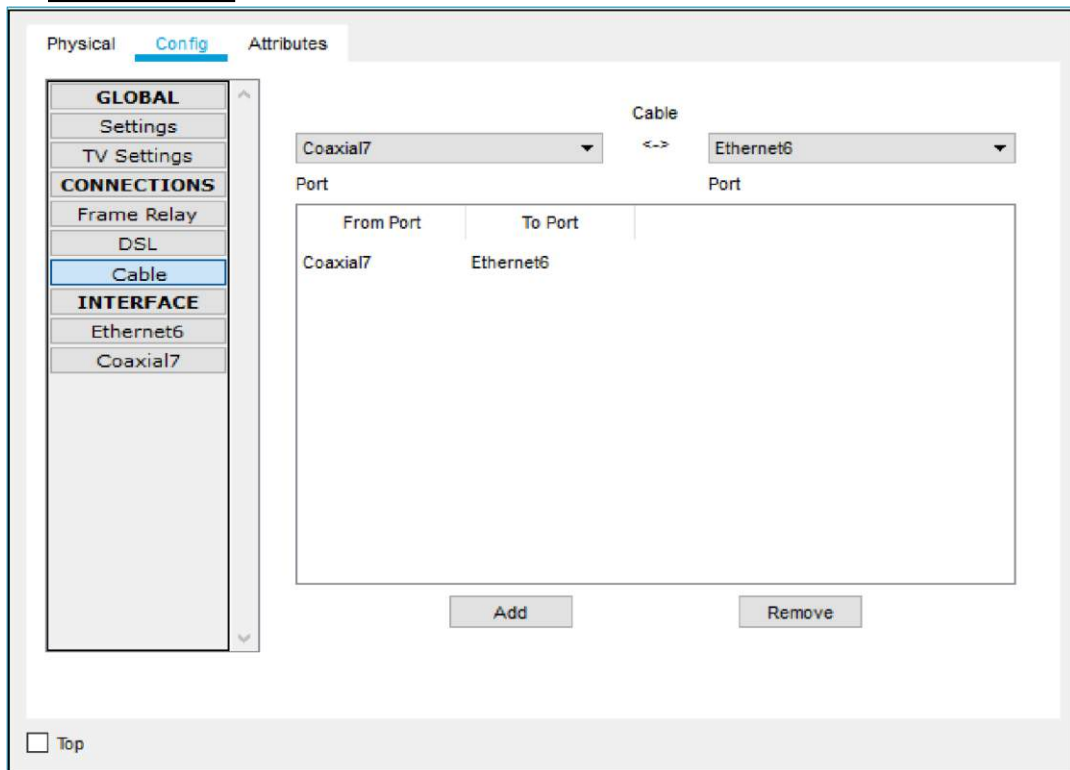 Physical Config Attributes
GLOBAL
Settings
TV Settings
CONNECTIONS
Frame Relay
DSL
Cable
INTERFACE
Ethernet6
Coaxial7
Cable
Coaxial7 <-> Ethernet6
Port Port
From Port To Port
Coaxial7 Ethernet6
Add Remove
Top